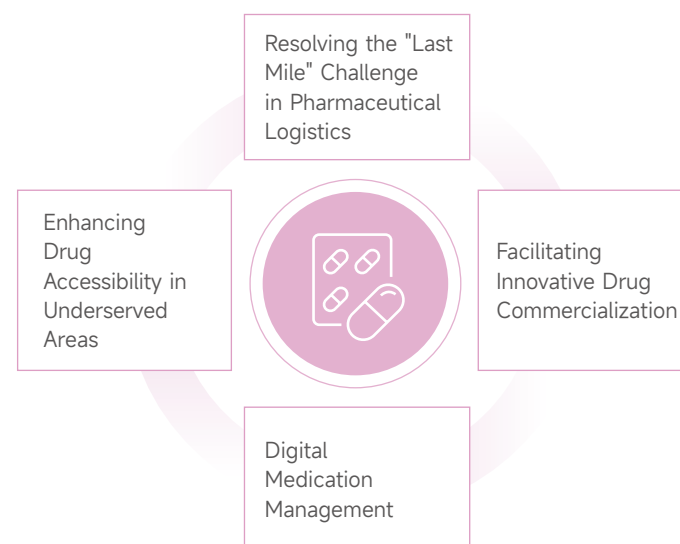 Resolving the "Last
Mile" Challenge
in Pharmaceutical
Logistics
Enhancing
Drug
Accessibility in
Underserved
Areas
Facilitating
Innovative Drug
Commercialization
Digital
Medication
Management